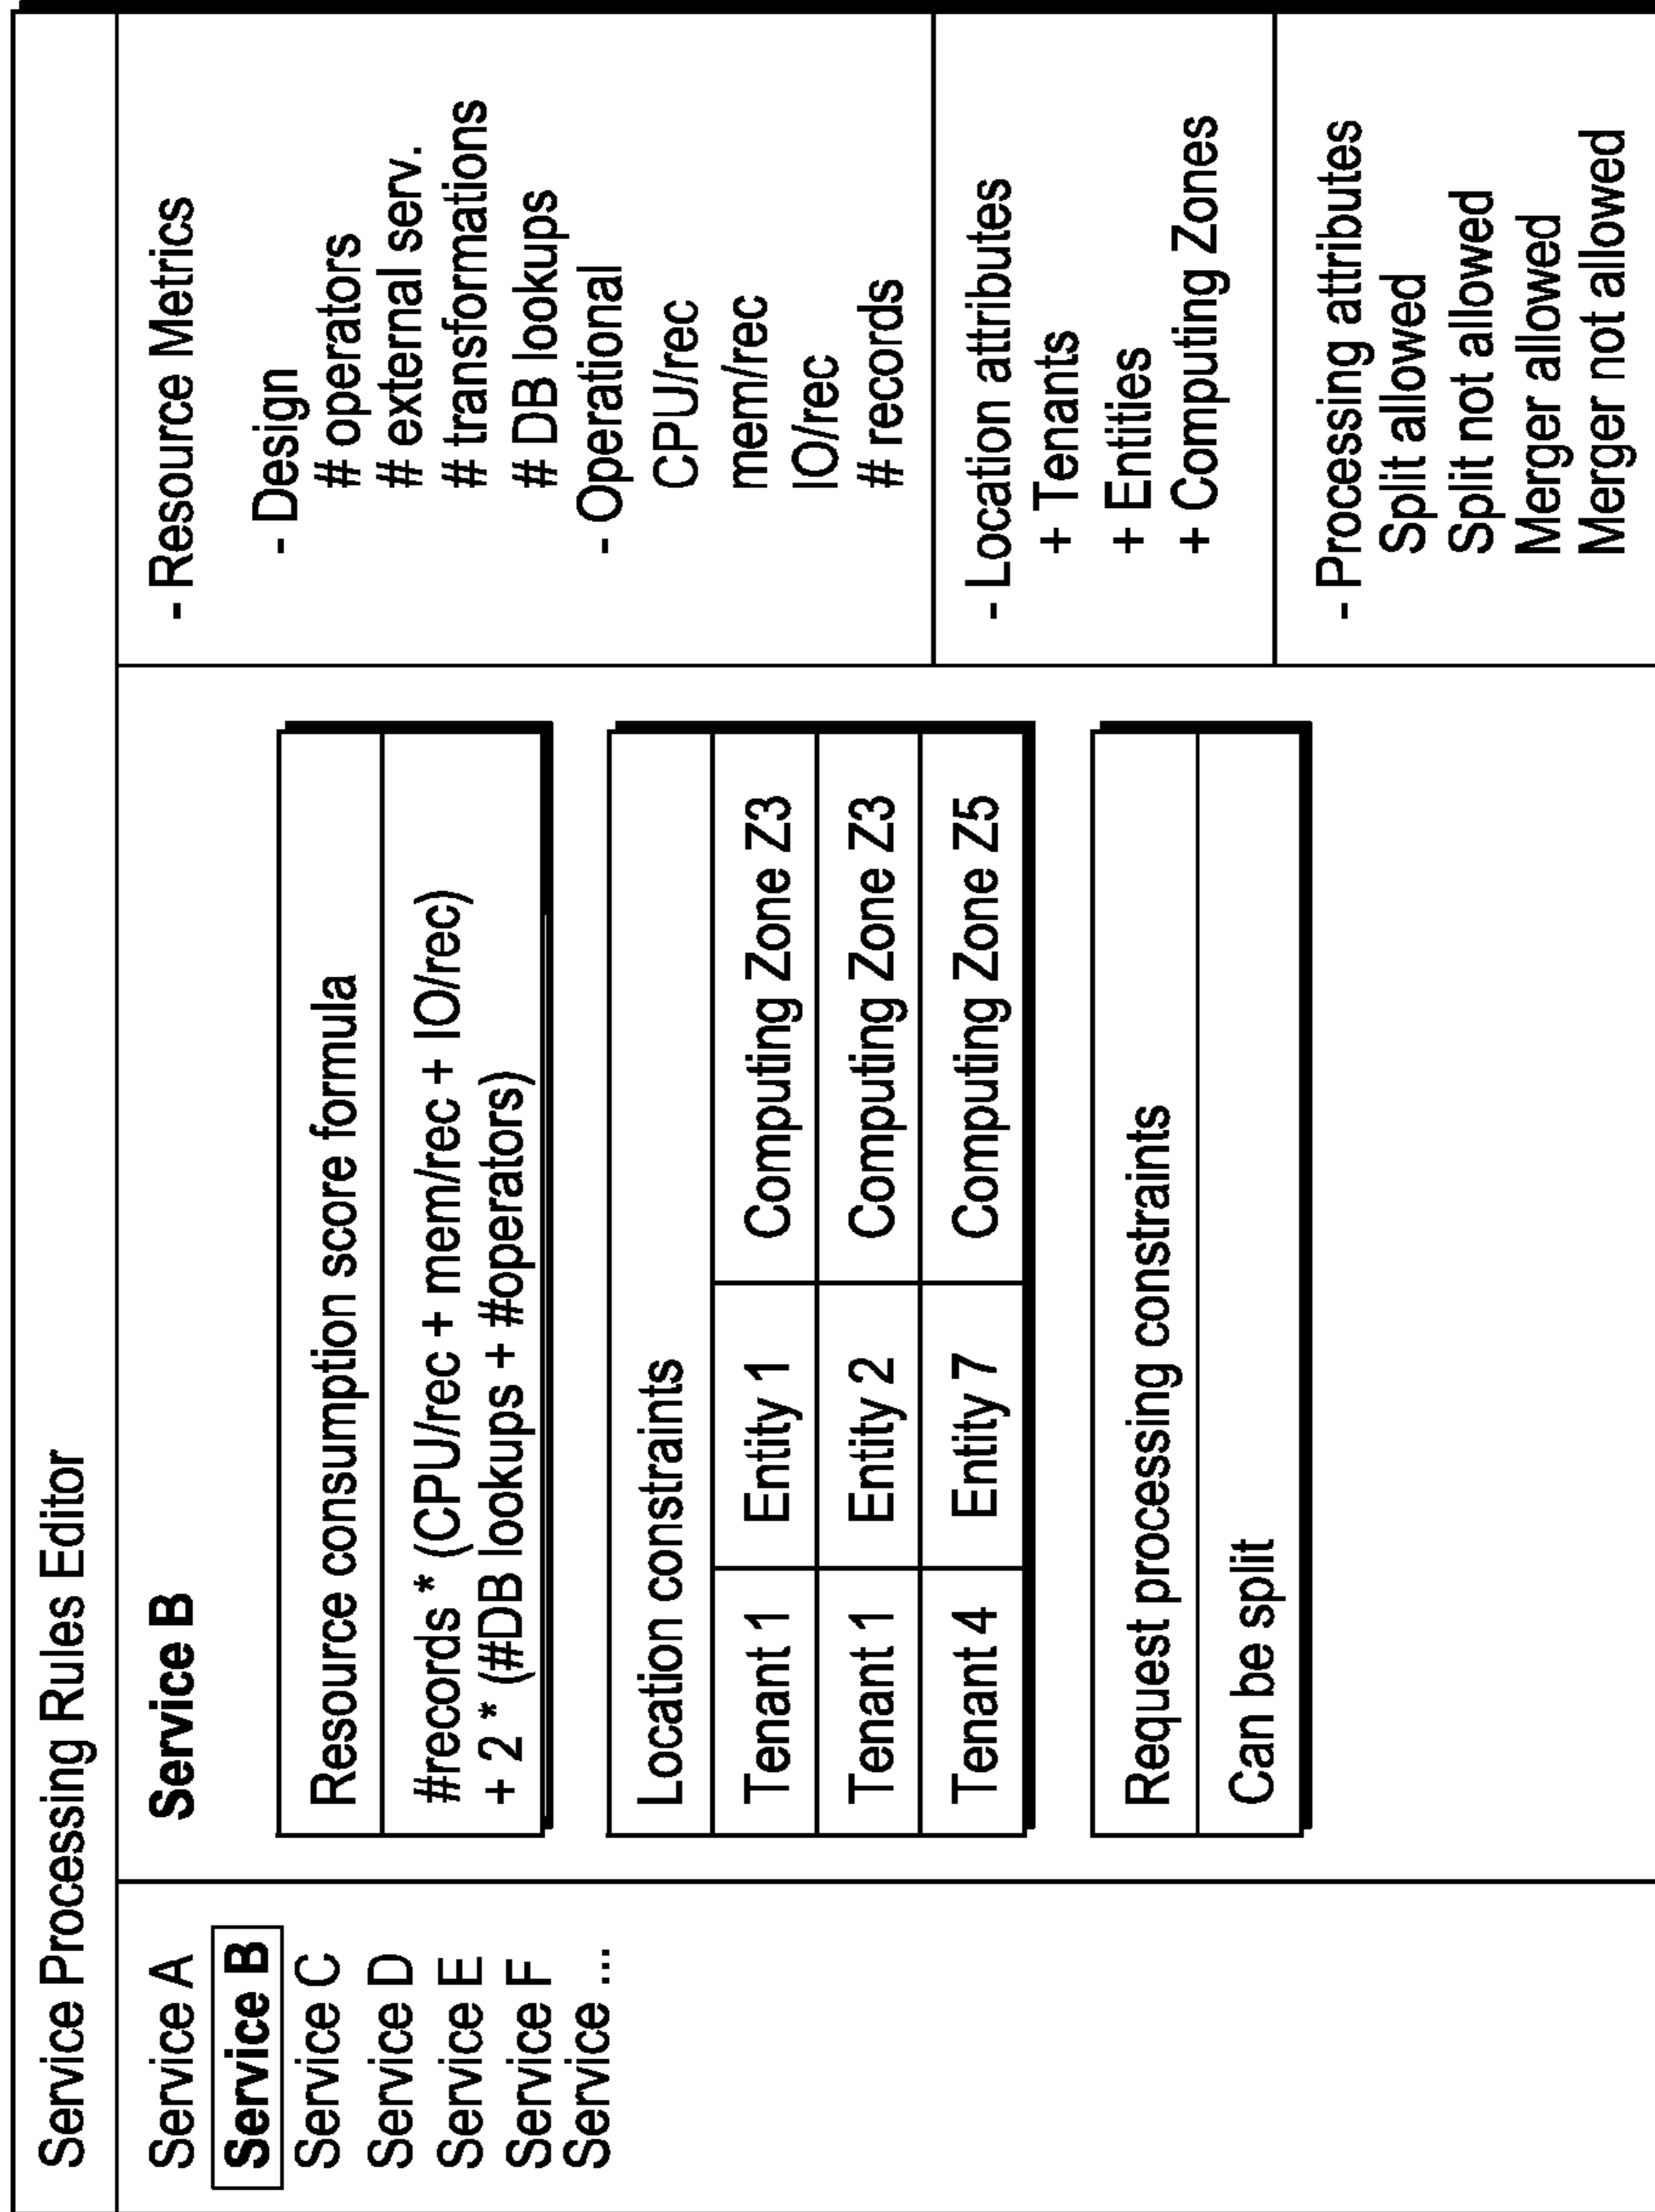 Service Processing Rules Editor
Service A
Service B
Service C
Service D
Service E
Service F
Service ...
Service B
Resource consumption score formula
#records * (CPU/rec + mem/rec + IO/rec)
+ 2 * (#DB lookups + #operators)
Location constraints
Tenant 1 Entity 1 Computing Zone Z3
Tenant 1 Entity 2 Computing Zone Z3
Tenant 4 Entity 7 Computing Zone Z5
Request processing constraints
Can be split
- Resource Metrics
- Design
# operators
# external serv.
# transformations
# DB lookups
- Operational
CPU/rec
mem/rec
IO/rec
# records
- Location attributes
+ Tenants
+ Entities
+ Computing Zones
- Processing attributes
Split allowed
Split not allowed
Merger allowed
Merger not allowed